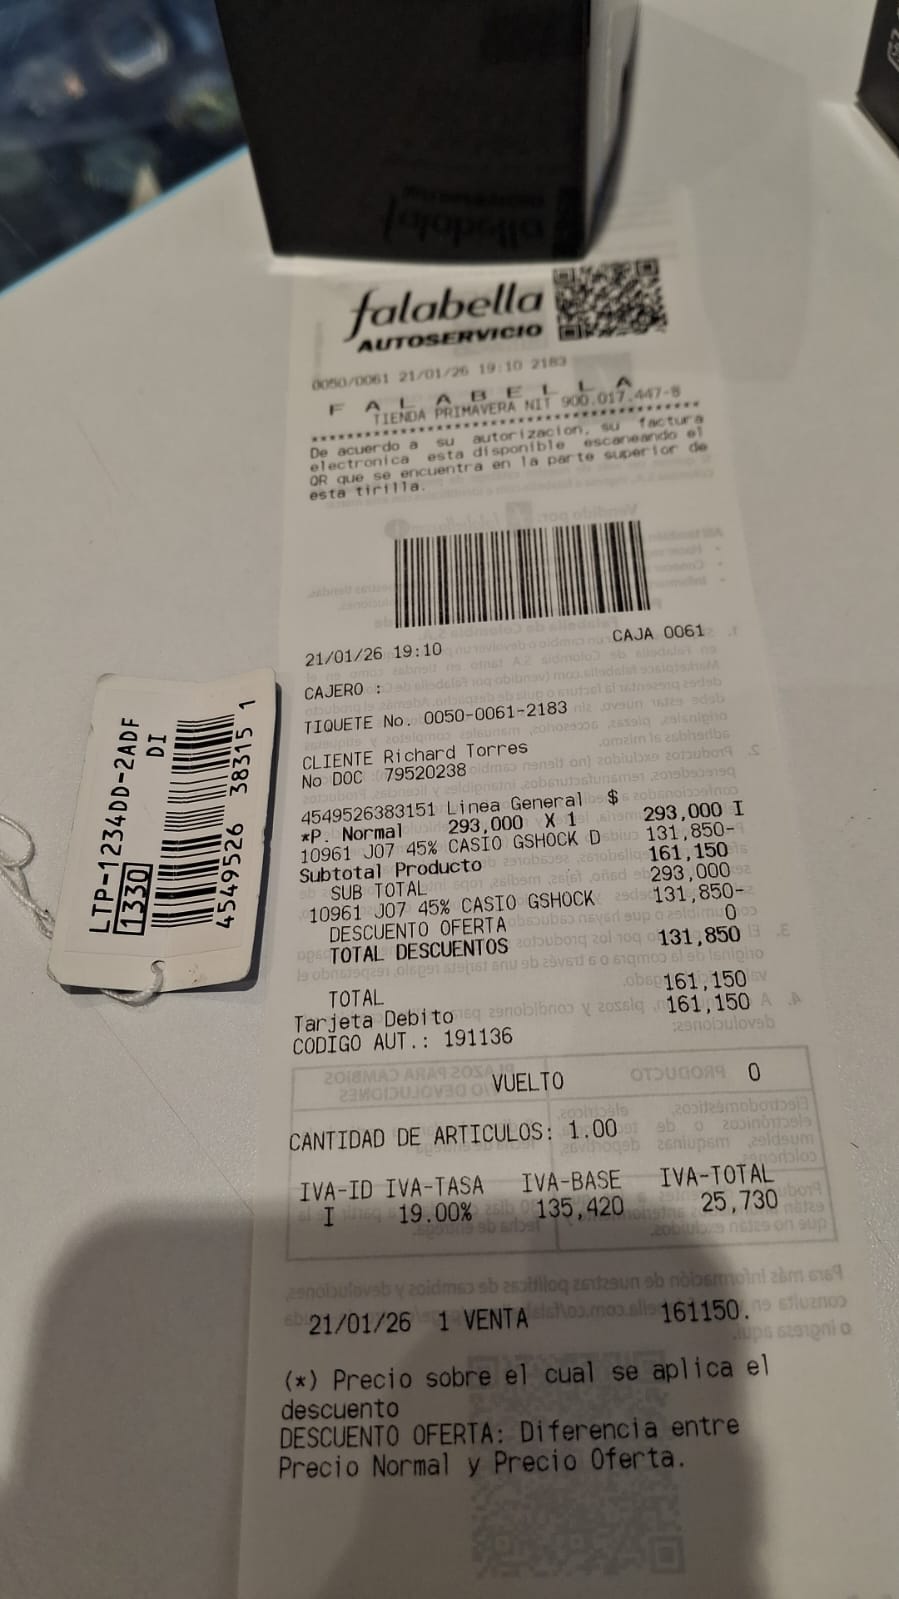 falabella
AUTOSERVICIO
0050/0061 21/01/26 19:10 2183
F A L A B E L L A
TIENDA PRIMAVERA NIT 900.017.447-8
****************************************
De acuerdo a su autorizacion, su factura
electronica esta disponible escaneando el
QR que se encuentra en la parte superior de
esta tirilla.
21/01/26 19:10 CAJA 0061
CAJERO :
TIQUETE No. 0050-0061-2183
CLIENTE Richard Torres
No DOC 79520238
4549526383151 Linea General $
*P. Normal 293,000 X 1 293,000 I
10961 J07 45% CASIO GSHOCK D 131,850-
Subtotal Producto 161,150
SUB TOTAL 293,000
10961 J07 45% CASIO GSHOCK 131,850-
DESCUENTO OFERTA 0
TOTAL DESCUENTOS 131,850
TOTAL 161,150
Tarjeta Debito 161,150
CODIGO AUT.: 191136
VUELTO 0
CANTIDAD DE ARTICULOS: 1.00
IVA-ID IVA-TASA IVA-BASE IVA-TOTAL
I 19.00% 135,420 25,730
21/01/26 1 VENTA 161150.
(*) Precio sobre el cual se aplica el
descuento
DESCUENTO OFERTA: Diferencia entre
Precio Normal y Precio Oferta.
LTP-1234DD-2ADF
DI
1330
4549526 383151